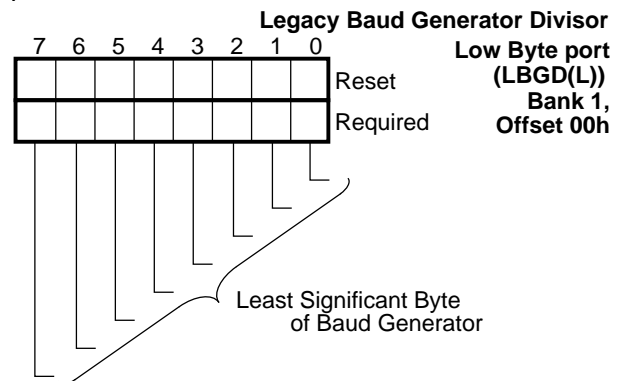 Legacy Baud Generator Divisor
7 6 5 4 3 2 1 0
Low Byte port
(LBGD(L))
Reset
Bank 1,
Required
Offset 00h
Least Significant Byte
of Baud Generator